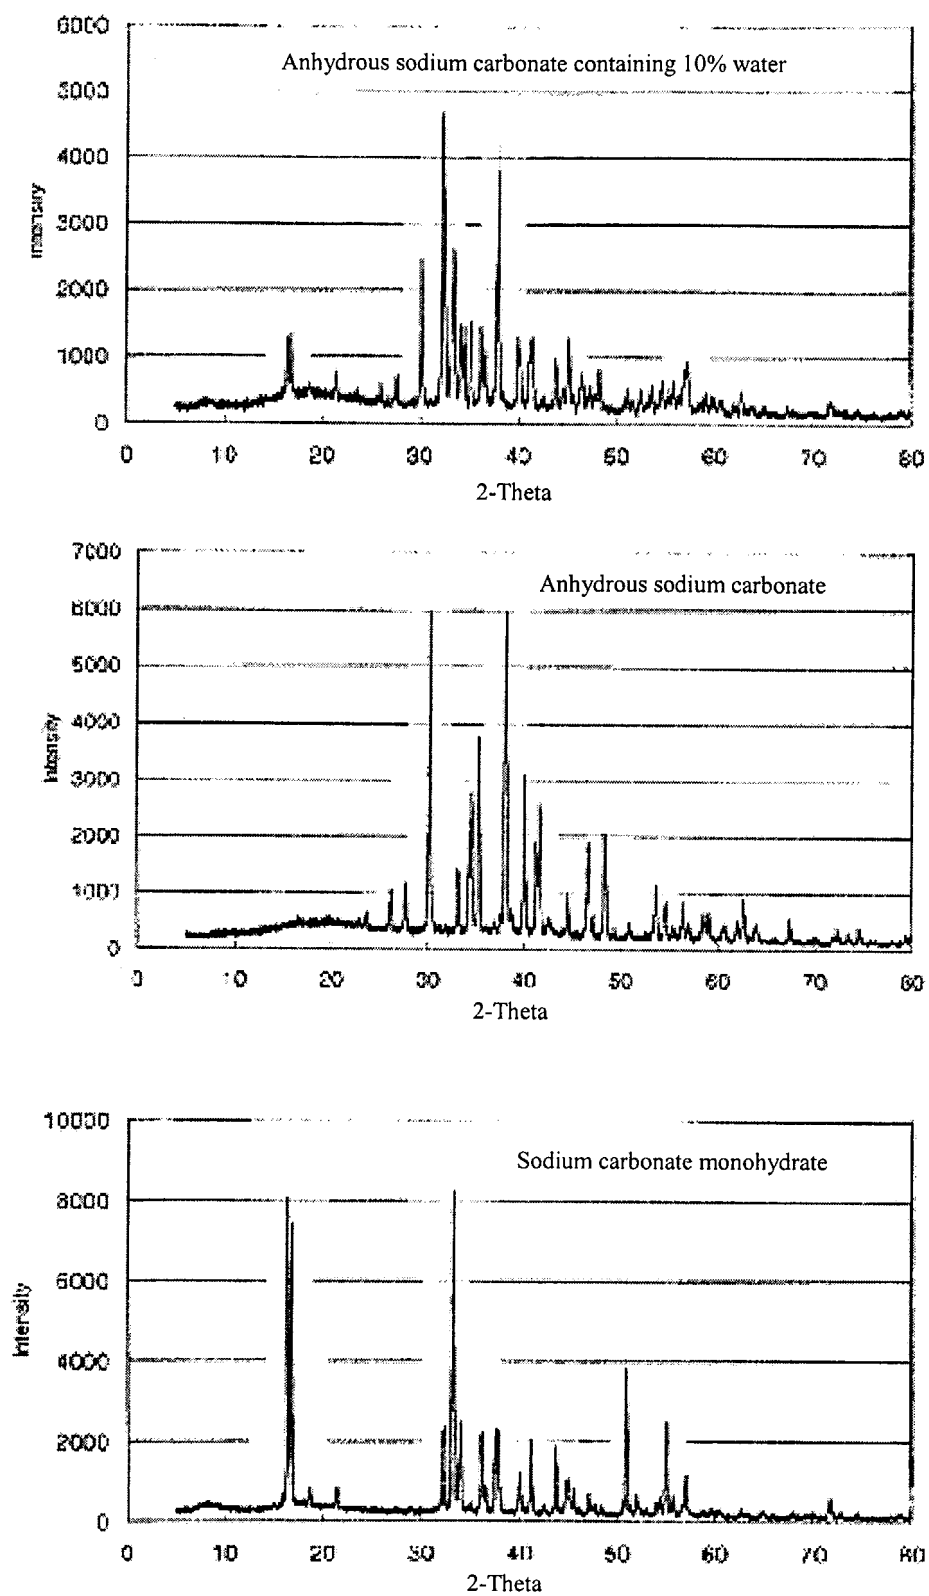 6000
Anhydrous sodium carbonate containing 10% water
5000
4000
Intensity
3000
2000
1000
0
0 10 20 30 40 50 60 70 80
2-Theta
7000
Anhydrous sodium carbonate
6000
5000
4000
Intensity
3000
2000
1000
0
0 10 20 30 40 50 60 70 80
2-Theta
10000
Sodium carbonate monohydrate
8000
6000
Intensity
4000
2000
0
0 10 20 30 40 50 60 70 80
2-Theta